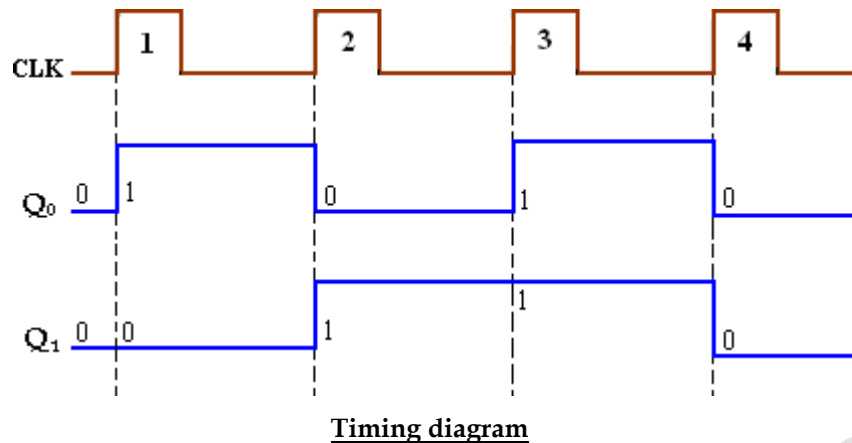 1 2 3 4
CLK
0 1 0 1 0
Q₀
0 0 1 1 0
Q₁
Timing diagram